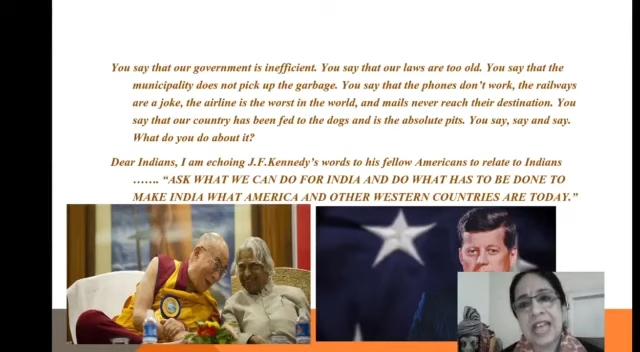 You say that our government is inefficient. You say that our laws are too old. You say that the
municipality does not pick up the garbage. You say that the phones don't work, the railways
are a joke, the airline is the worst in the world, and mails never reach their destination. You
say that our country has been fed to the dogs and is the absolute pits. You say, say and say.
What do you do about it?
Dear Indians, I am echoing J.F.Kennedy's words to his fellow Americans to relate to Indians
……. “ASK WHAT WE CAN DO FOR INDIA AND DO WHAT HAS TO BE DONE TO
MAKE INDIA WHAT AMERICA AND OTHER WESTERN COUNTRIES ARE TODAY.”